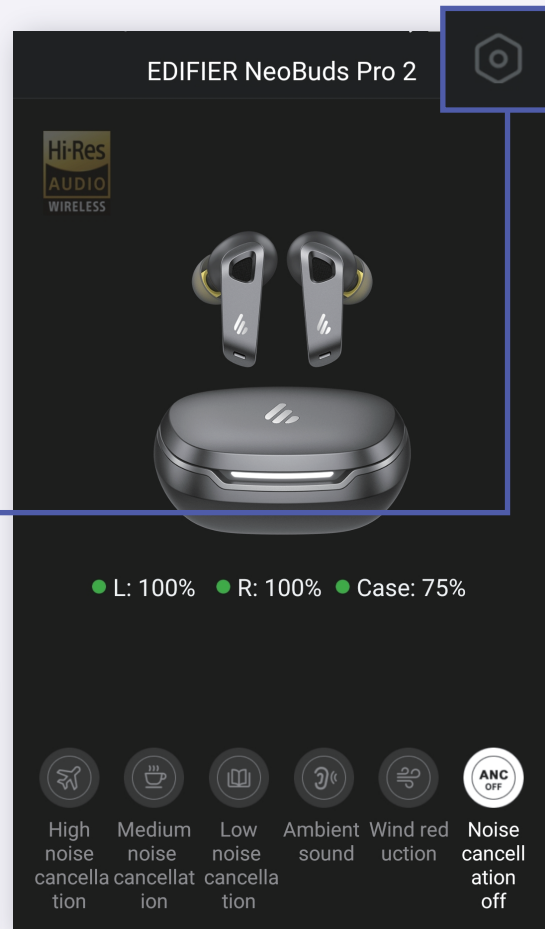 EDIFIER NeoBuds Pro 2
Hi-Res
AUDIO
WIRELESS
L: 100% R: 100% Case: 75%
ANC
OFF
High
noise
cancella
tion
Medium
noise
cancellat
ion
Low
noise
cancella
tion
Ambient
sound
Wind red
uction
Noise
cancell
ation
off